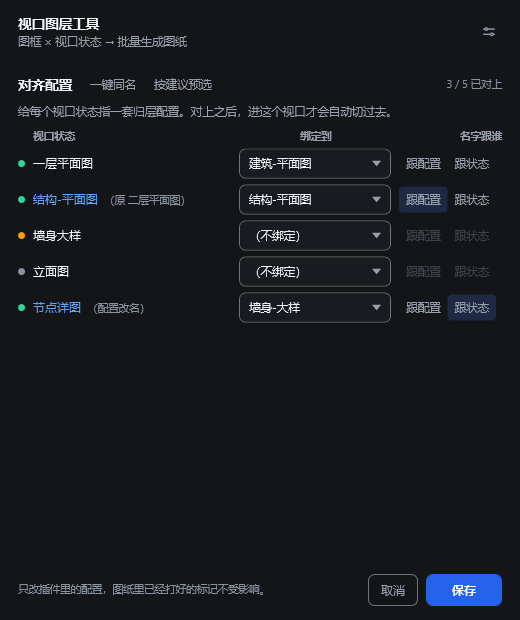 视口图层工具
图框 × 视口状态 → 批量生成图纸
对齐配置 一键同名 按建议预选 3 / 5 已对上
给每个视口状态指一套归层配置。对上之后，进这个视口才会自动切过去。
视口状态 绑定到 名字跟谁
一层平面图 建筑-平面图 跟配置 跟状态
结构-平面图 (原 二层平面图) 结构-平面图 跟配置 跟状态
墙身大样 (不绑定) 跟配置 跟状态
立面图 (不绑定) 跟配置 跟状态
节点详图 (配置改名) 墙身-大样 跟配置 跟状态
只改插件里的配置，图纸里已经打好的标记不受影响。 取消 保存